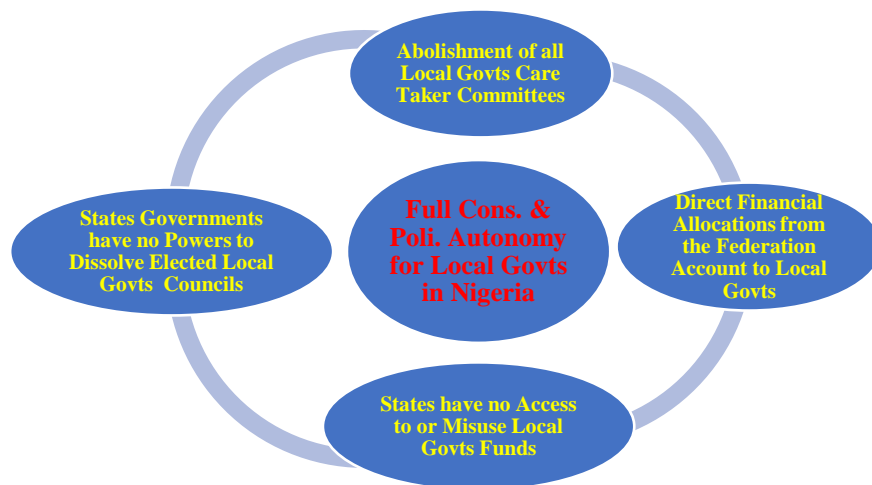 Abolishment of all
Local Govts Care
Taker Committees
States Governments
have no Powers to
Dissolve Elected Local
Govts Councils
Full Cons. &
Poli. Autonomy
for Local Govts
in Nigeria
Direct Financial
Allocations from
the Federation
Account to Local
Govts
States have no Access
to or Misuse Local
Govts Funds